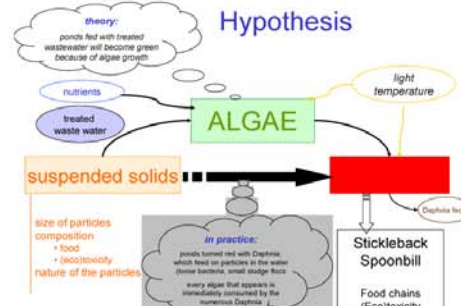 Hypothesis
theory:
ponds fed with treated
wastewater will become green
because of algae growth
light
temperature
nutrients
treated
waste water
ALGAE
suspended solids
size of particles
composition
• food
• (eco)toxicity
nature of the particles
in practice:
ponds turned red with Daphnia,
which feed on particles in the water
(loose bacteria, small sludge flocs
every algae that appears is
immediately consumed by the
numerous Daphnia
Daphnia
Stickleback
Spoonbill
Food chains
(Eco)toxicity